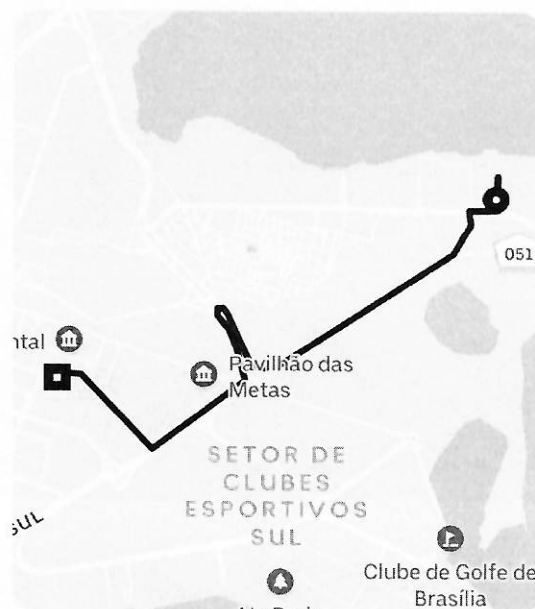 051
ntal
Pavilhão das
Metas
SETOR DE
CLUBES
ESPORTIVOS
SUL
SUL
Clube de Golfe de
Brasília